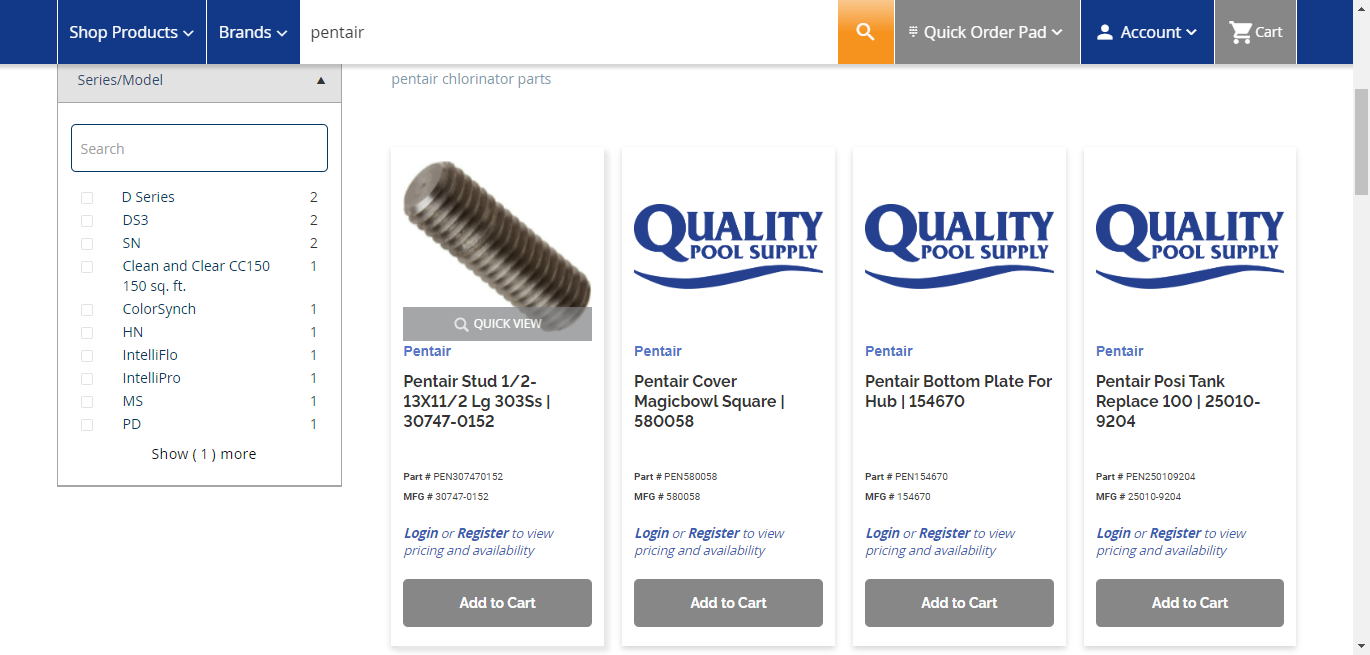 Shop Products
Brands
pentair
Quick Order Pad
Account
Cart
Series/Model
Search
D Series 2
DS3 2
SN 2
Clean and Clear CC150 1
150 sq. ft.
ColorSynch 1
HN 1
IntelliFlo 1
IntelliPro 1
MS 1
PD 1
Show ( 1 ) more
pentair chlorinator parts
QUICK VIEW
Pentair
Pentair Stud 1/2-
13X11/2 Lg 303Ss |
30747-0152
Part # PEN307470152
MFG # 30747-0152
Login or Register to view
pricing and availability
Add to Cart
QUALITY
POOL SUPPLY
Pentair
Pentair Cover
Magicbowl Square |
580058
Part # PEN580058
MFG # 580058
Login or Register to view
pricing and availability
Add to Cart
QUALITY
POOL SUPPLY
Pentair
Pentair Bottom Plate For
Hub | 154670
Part # PEN154670
MFG # 154670
Login or Register to view
pricing and availability
Add to Cart
QUALITY
POOL SUPPLY
Pentair
Pentair Posi Tank
Replace 100 | 25010-
9204
Part # PEN250109204
MFG # 25010-9204
Login or Register to view
pricing and availability
Add to Cart